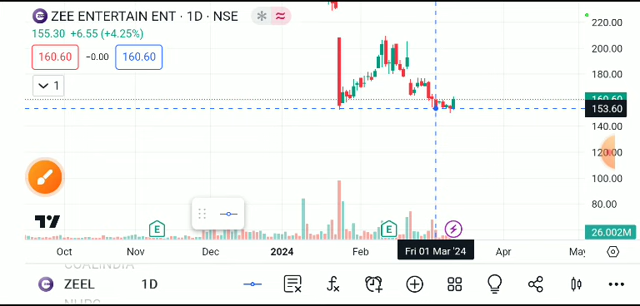 ZEE ENTERTAIN ENT · 1D · NSE
155.30 +6.55 (+4.25%)
160.60 −0.00 160.60
1
220.00
200.00
180.00
160.60
153.60
140.00
120.00
100.00
80.00
26.002M
E
E
Oct Nov Dec 2024 Feb Fri 01 Mar '24 Apr May
COALINDIA
ZEEL 1D